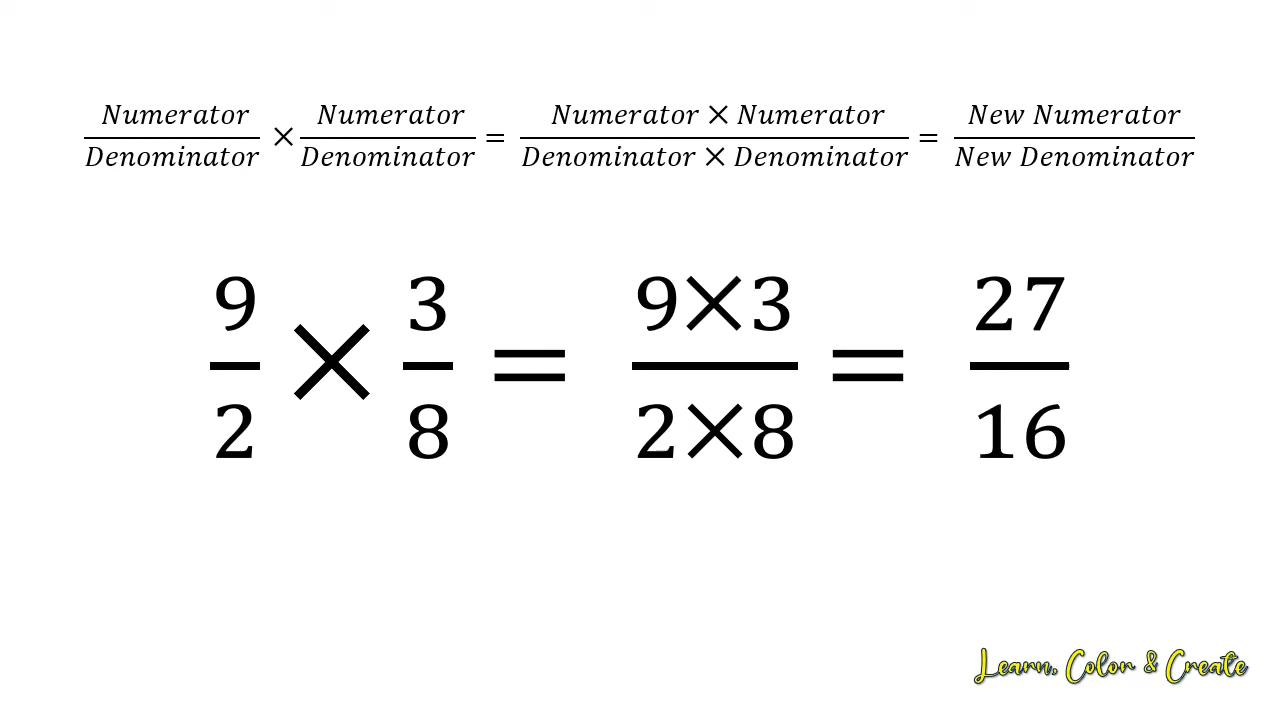 Numerator/Denominator × Numerator/Denominator = Numerator × Numerator/Denominator × Denominator = New Numerator/New Denominator
9/2 × 3/8 = 9×3/2×8 = 27/16
Learn, Color & Create